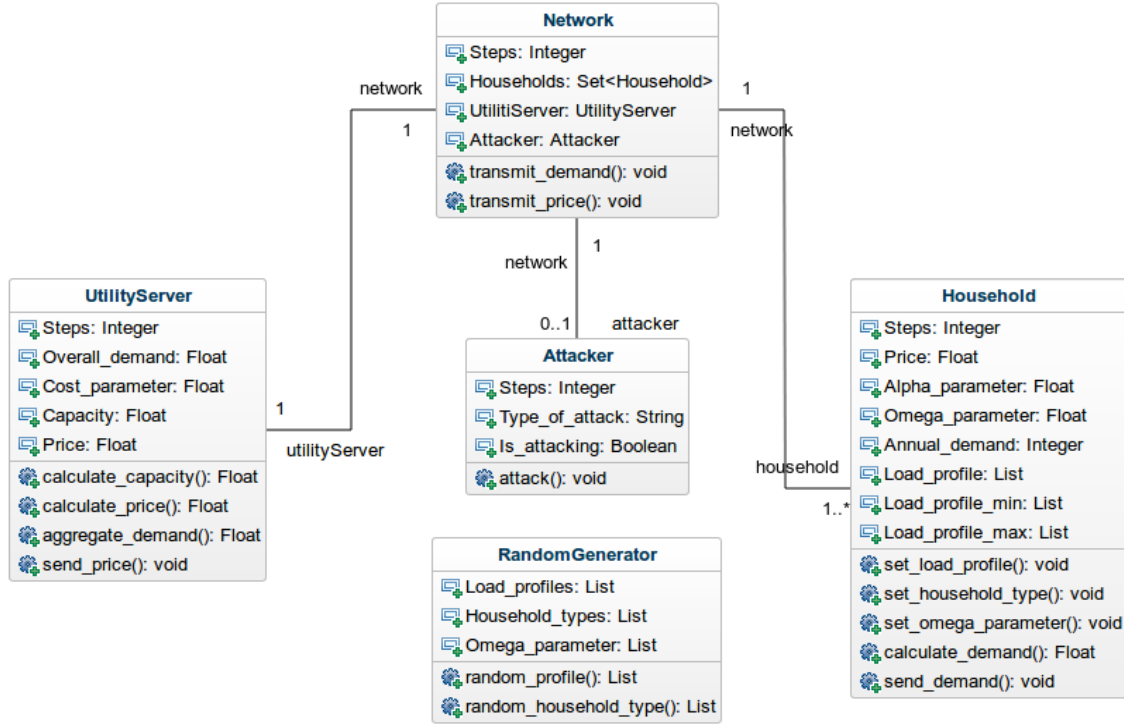 Network
Steps: Integer
Households: Set<Household>
UtilitiServer: UtilityServer
Attacker: Attacker
transmit_demand(): void
transmit_price(): void
network
1
1
network
1
network
0..1
attacker
UtilityServer
Steps: Integer
Overall_demand: Float
Cost_parameter: Float
Capacity: Float
Price: Float
calculate_capacity(): Float
calculate_price(): Float
aggregate_demand(): Float
send_price(): void
1
utilityServer
Attacker
Steps: Integer
Type_of_attack: String
Is_attacking: Boolean
attack(): void
household
1..*
Household
Steps: Integer
Price: Float
Alpha_parameter: Float
Omega_parameter: Float
Annual_demand: Integer
Load_profile: List
Load_profile_min: List
Load_profile_max: List
set_load_profile(): void
set_household_type(): void
set_omega_parameter(): void
calculate_demand(): Float
send_demand(): void
RandomGenerator
Load_profiles: List
Household_types: List
Omega_parameter: List
random_profile(): List
random_household_type(): List